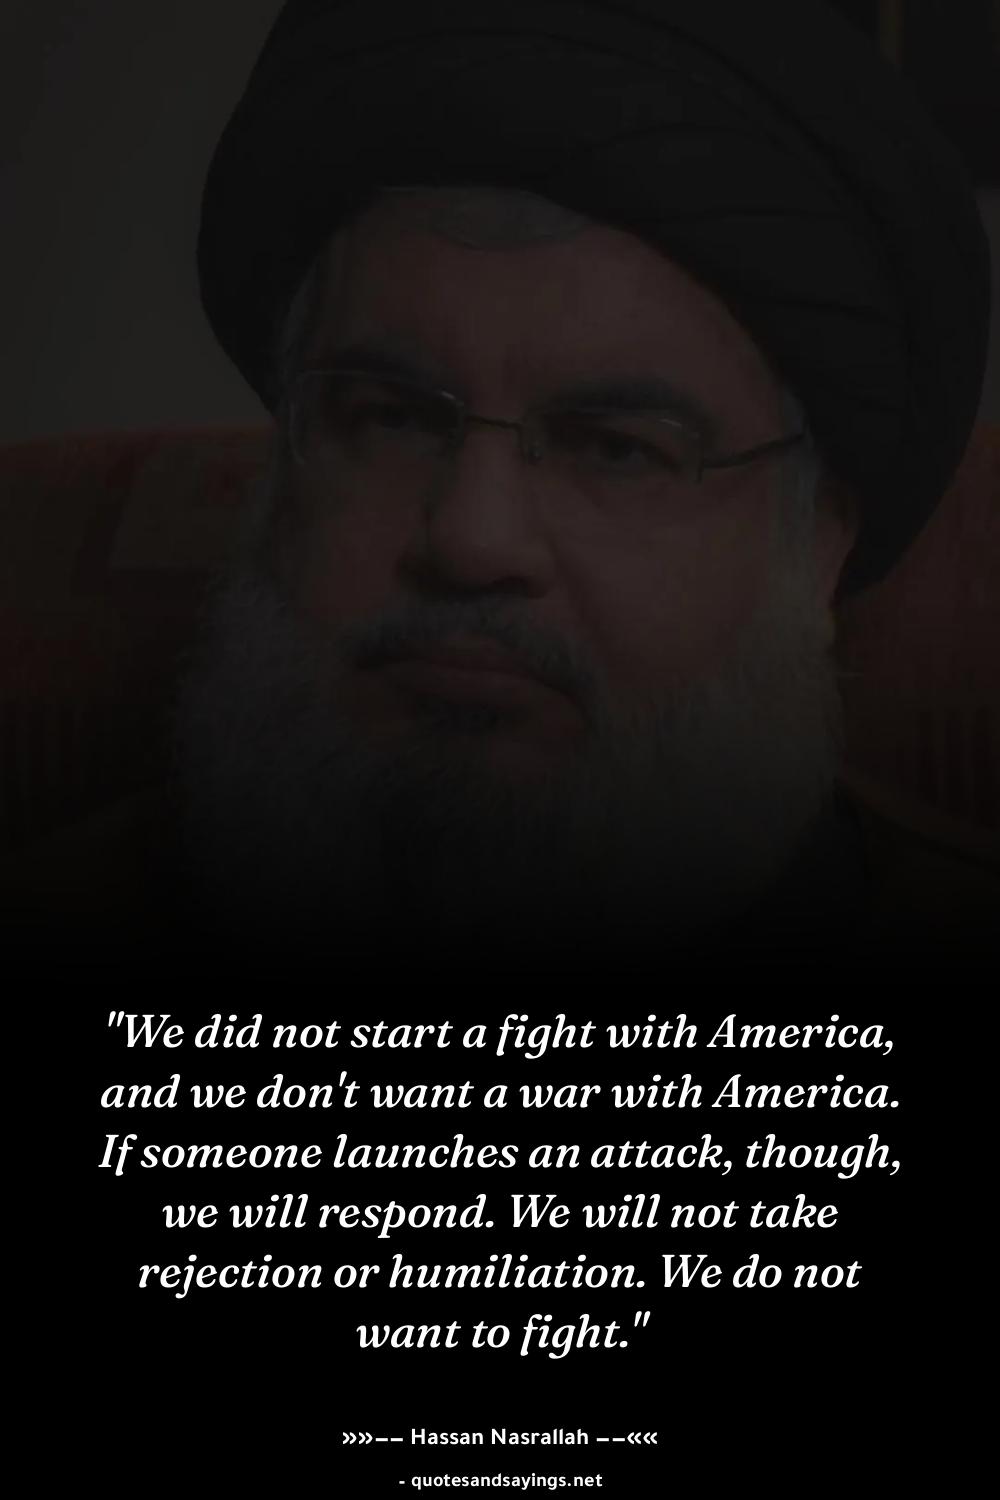 "We did not start a fight with America,
and we don't want a war with America.
If someone launches an attack, though,
we will respond. We will not take
rejection or humiliation. We do not
want to fight."
»»−− Hassan Nasrallah −−««
- quotesandsayings.net